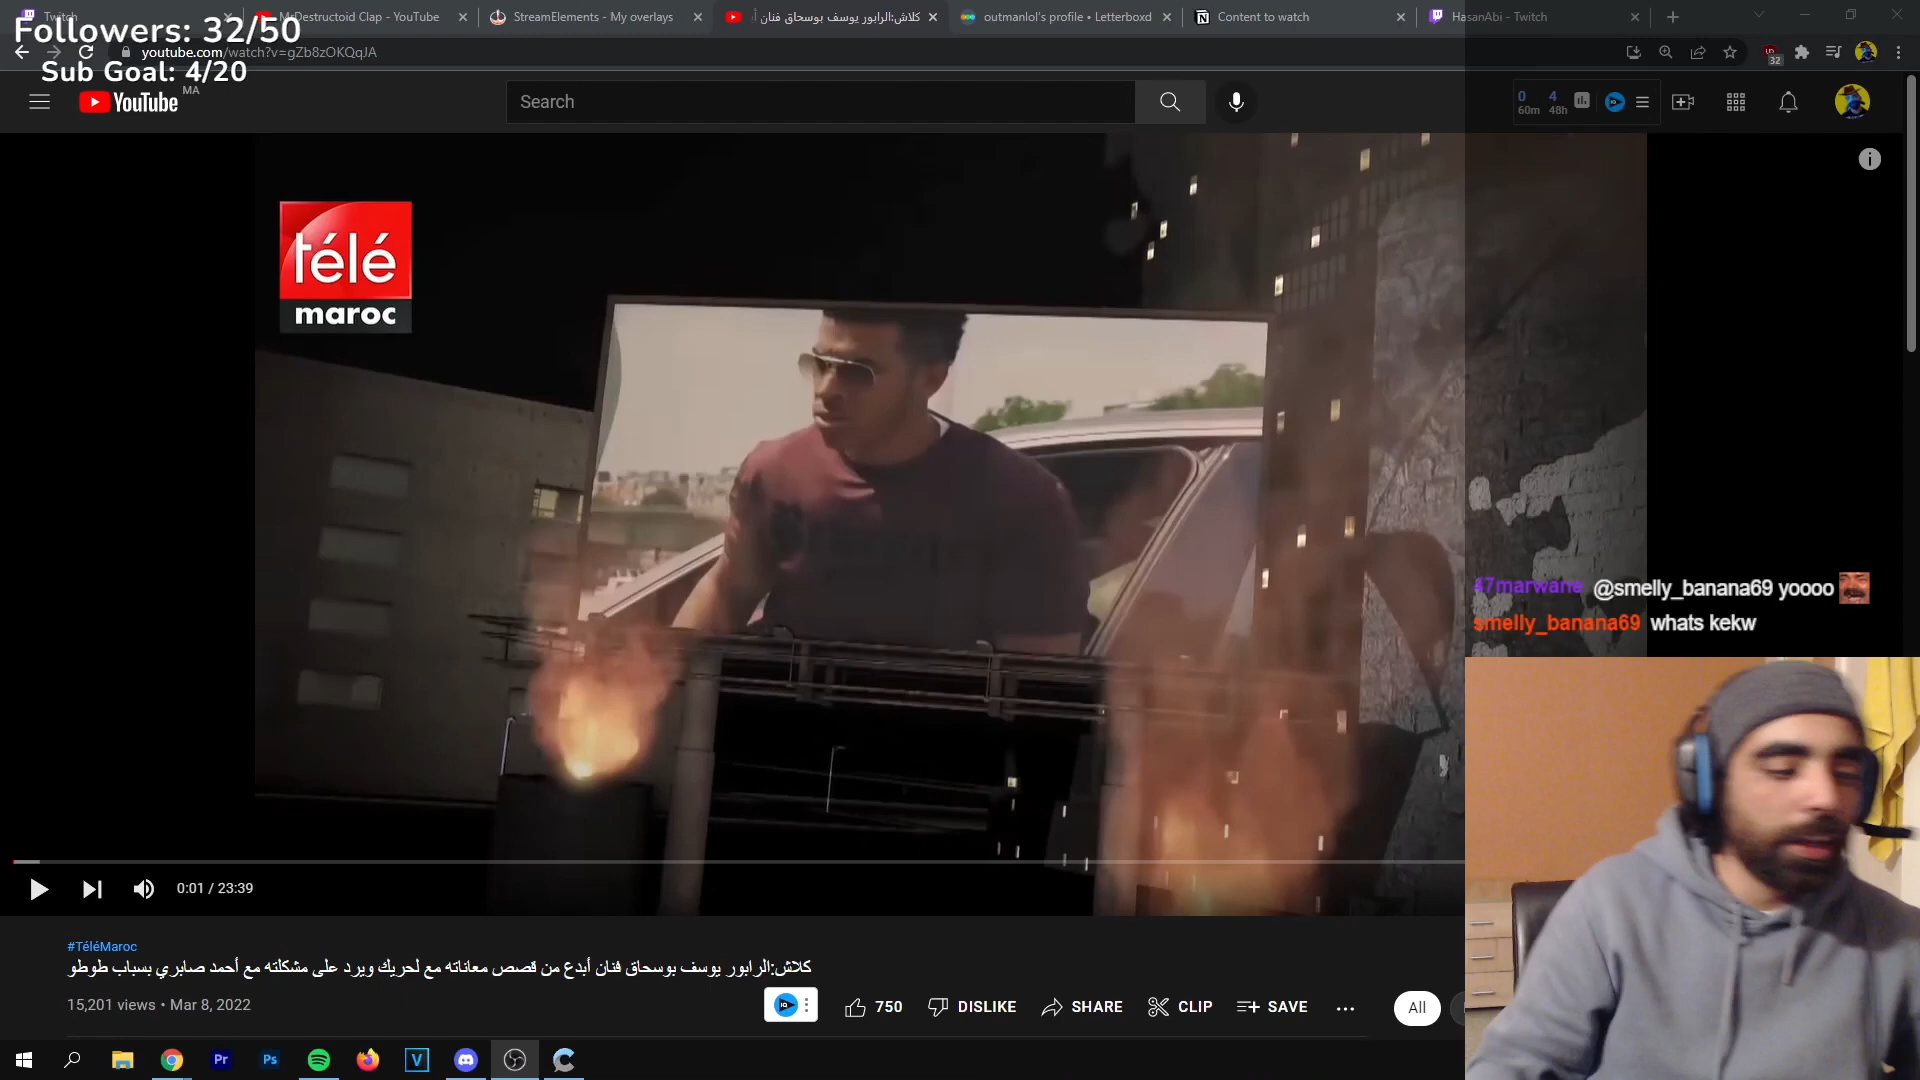 Twitch
MrDestructoid Clap - YouTube
StreamElements - My overlays
كلاش:الرابور يوسف بوسحاق فنان أ
outmanlol's profile • Letterboxd
Content to watch
HasanAbi - Twitch
Followers: 32/50
youtube.com/watch?v=gZb8zOKQqJA
32
Sub Goal: 4/20
YouTube
MA
Search
0
60m
4
48h
télé
maroc
47marwane @smelly_banana69 yoooo
smelly_banana69 whats kekw
0:01 / 23:39
#TéléMaroc
كلاش:الرابور يوسف بوسحاق فنان أبدع من قصص معاناته مع لحريك ويرد على مشكلته مع أحمد صابري بسباب طوطو
15,201 views • Mar 8, 2022
750
DISLIKE
SHARE
CLIP
SAVE
All
Pr
Ps
V